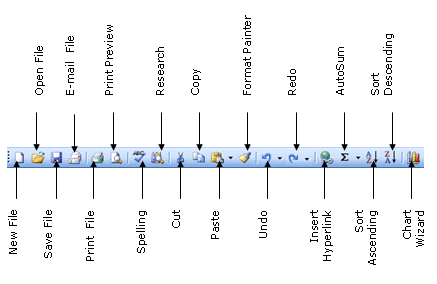 Open File
E-mail File
Print Preview
Research
Copy
Format Painter
Redo
AutoSum
Sort
Descending
ABC
Σ
A
Z
Z
A
New File
Save File
Print File
Spelling
Cut
Paste
Undo
Insert
Hyperlink
Sort
Ascending
Chart
Wizard